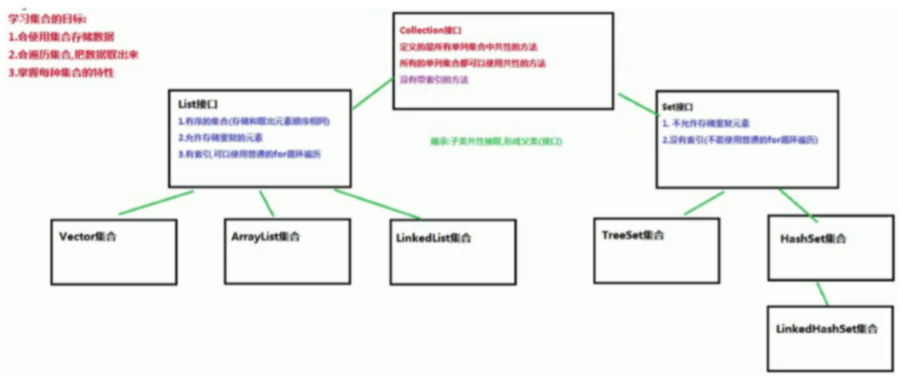 学习集合的目标:
1.会使用集合存储数据
2.会遍历集合,把数据取出来
3.掌握每种集合的特性
Collection接口
定义的是所有单列集合中共性的方法
所有的单列集合都可以使用共性的方法
没有带索引的方法
List接口
1.有序的集合(存储和取出元素顺序相同)
2.允许存储重复的元素
3.有索引,可以使用普通的for循环遍历
继承:子类共性抽取,形成父类(接口)
Set接口
1. 不允许存储重复元素
2.没有索引(不能使用普通的for循环遍历)
Vector集合
ArrayList集合
LinkedList集合
TreeSet集合
HashSet集合
LinkedHashSet集合